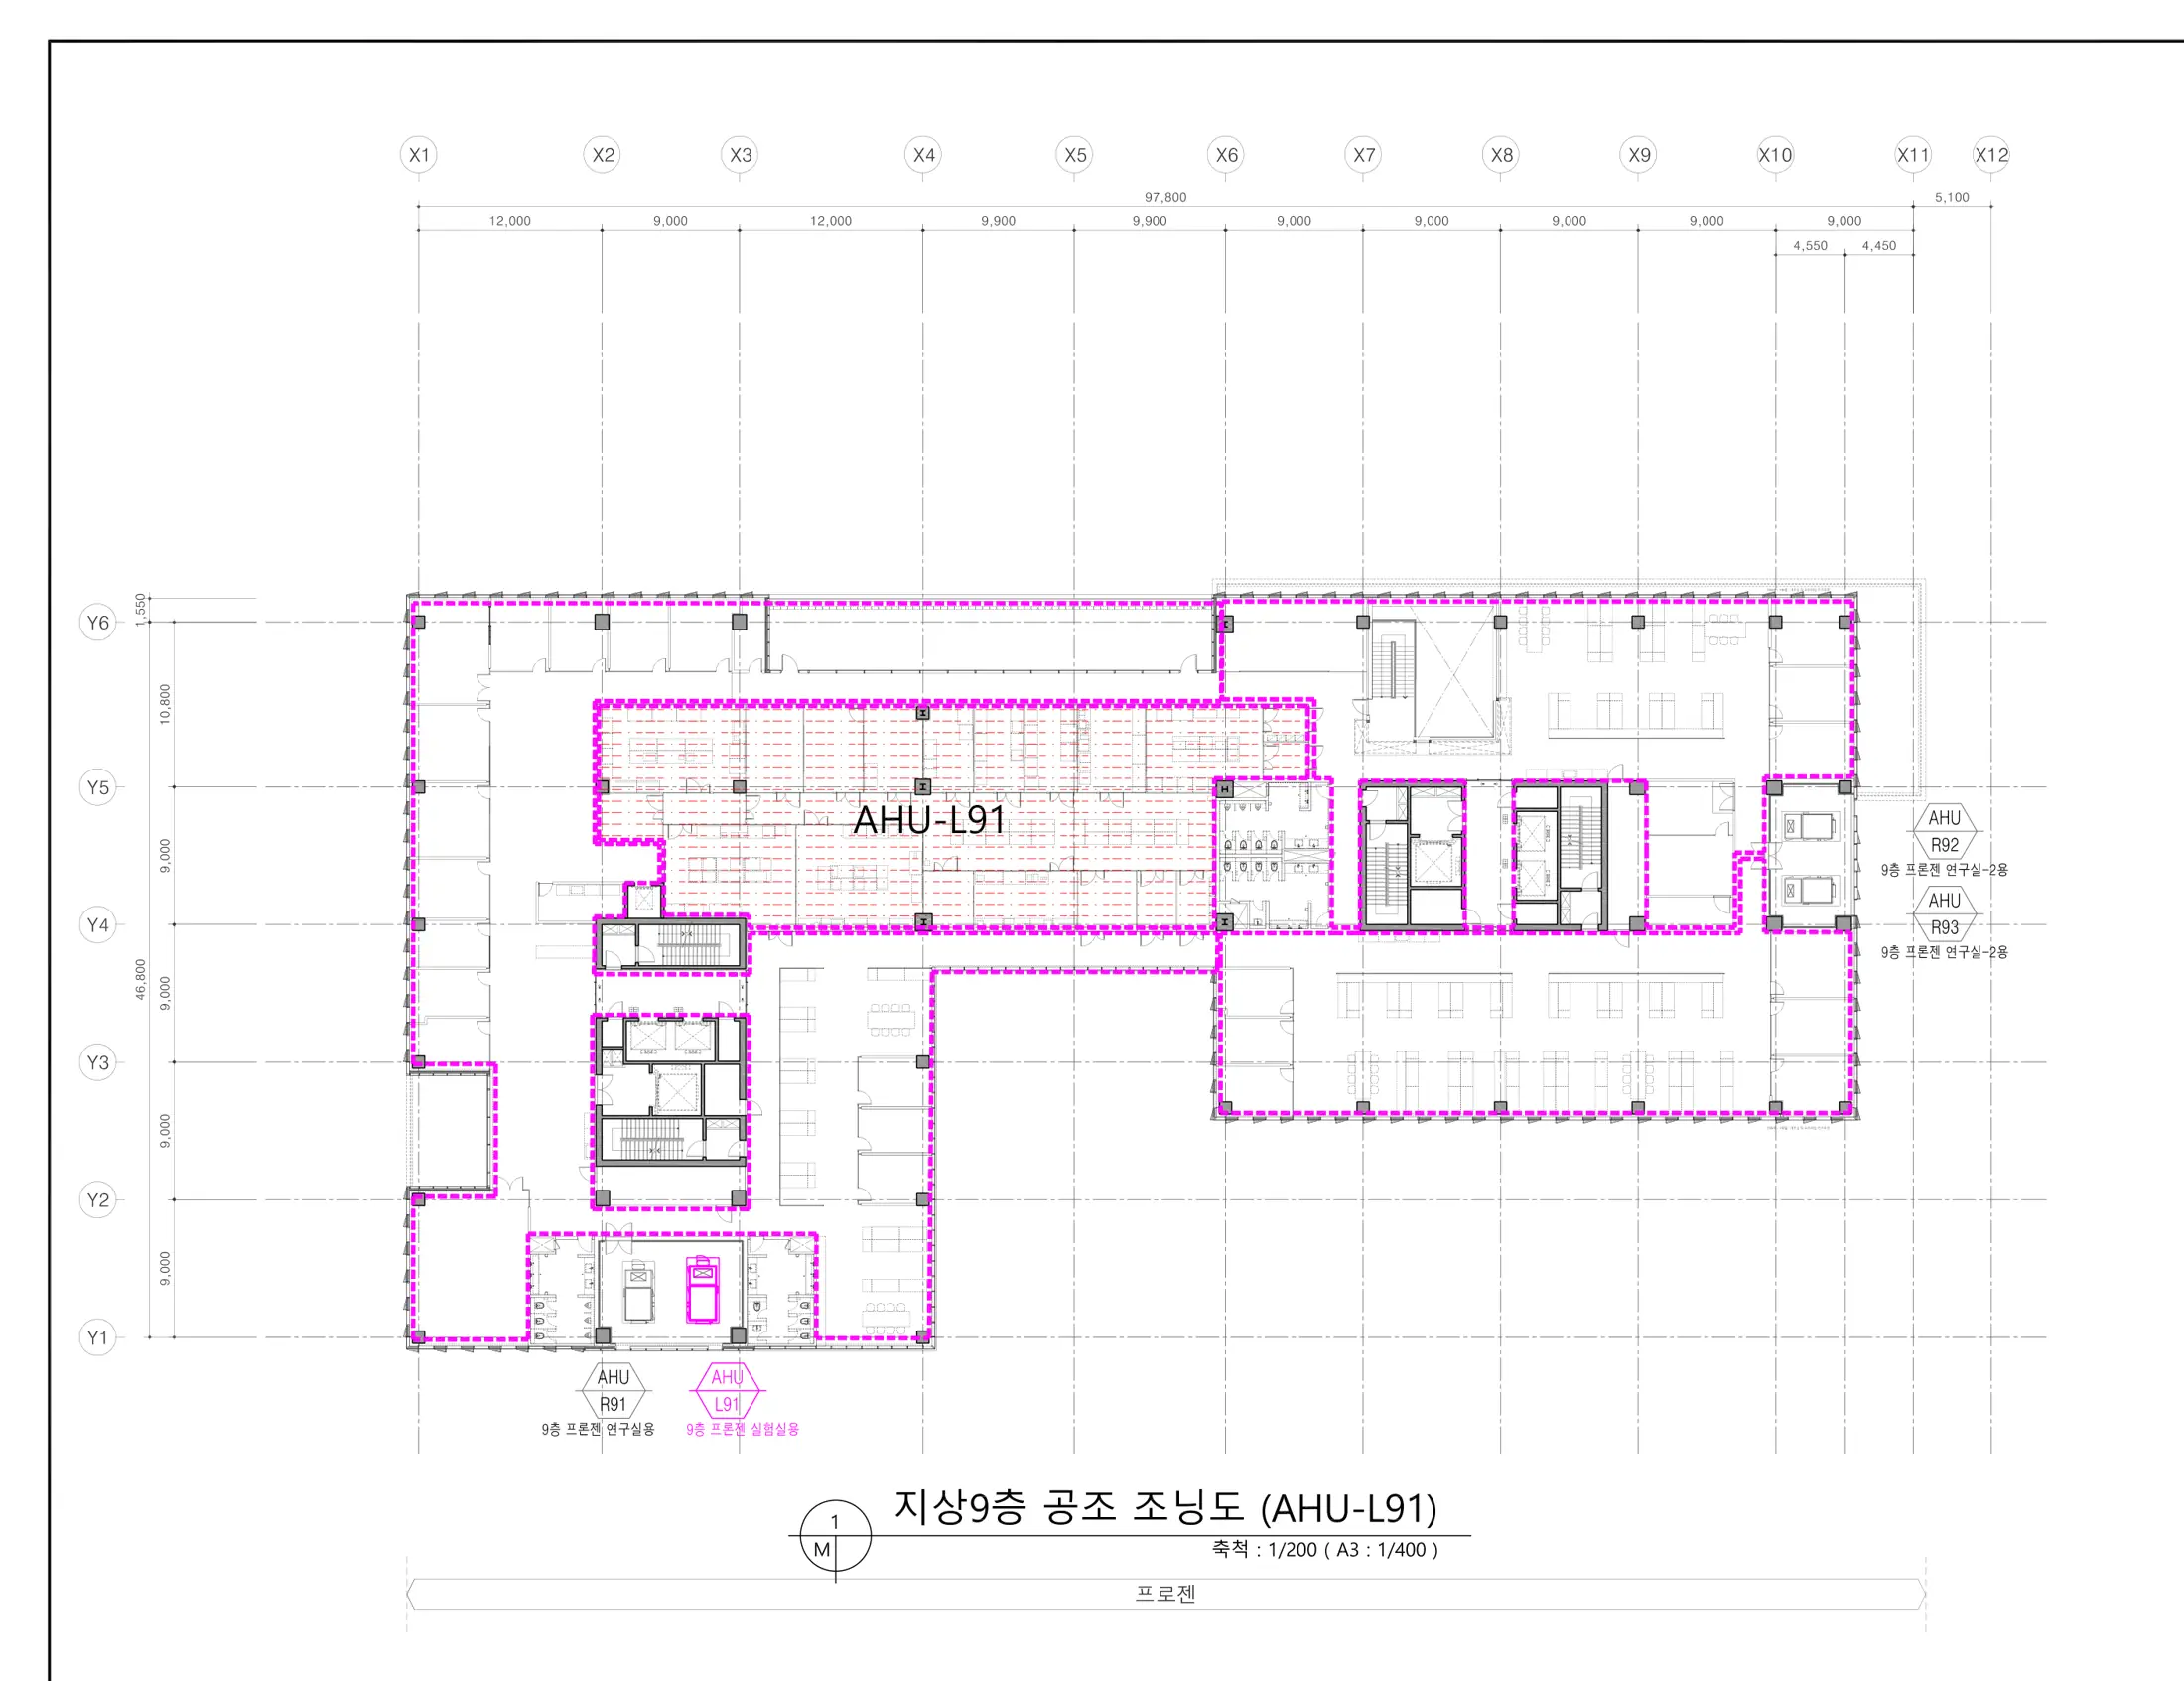 X1 X2 X3 X4 X5 X6 X7 X8 X9 X10 X11 X12
97,800 5,100
12,000 9,000 12,000 9,900 9,900 9,000 9,000 9,000 9,000 9,000
4,550 4,450
Y6
1,550
10,800
Y5
AHU-L91
9,000
Y4
46,800
9,000
Y3
9,000
Y2
9,000
Y1
AHU
R92
9층 프론젠 연구실-2용
AHU
R93
9층 프론젠 연구실-2용
AHU
R91
9층 프론젠 연구실용
AHU
L91
9층 프론젠 실험실용
1
M
지상9층 공조 조닝도 (AHU-L91)
축척 : 1/200 ( A3 : 1/400 )
프로젠